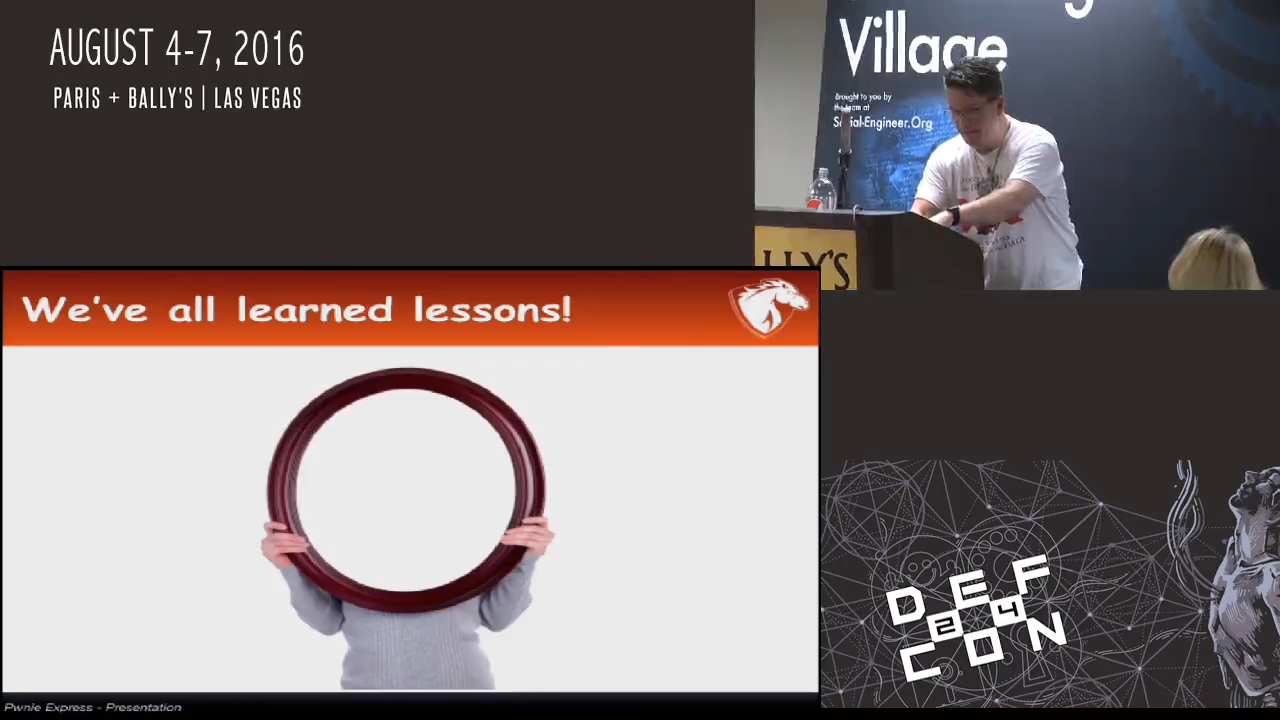 AUGUST 4-7, 2016
PARIS + BALLY'S | LAS VEGAS
Village
Brought to you by
the team at
Social-Engineer.Org
LLY'S
We've all learned lessons!
DEF
24
CON
Pwnie Express - Presentation